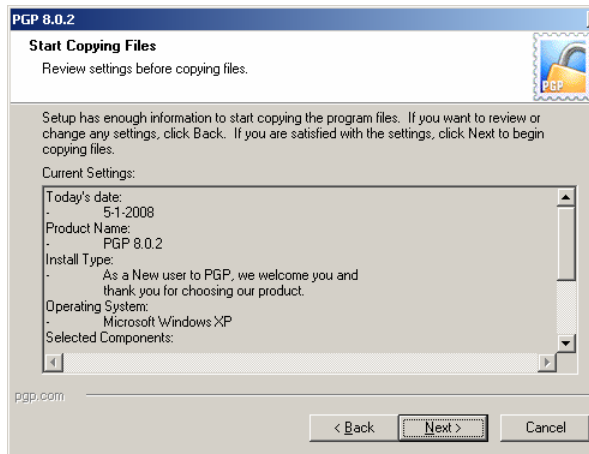 PGP 8.0.2
Start Copying Files
Review settings before copying files.
PGP
Setup has enough information to start copying the program files. If you want to review or
change any settings, click Back. If you are satisfied with the settings, click Next to begin
copying files.
Current Settings:
Today's date:
- 5-1-2008
Product Name:
- PGP 8.0.2
Install Type:
- As a New user to PGP, we welcome you and
thank you for choosing our product.
Operating System:
- Microsoft Windows XP
Selected Components:
pgp.com
< Back Next > Cancel